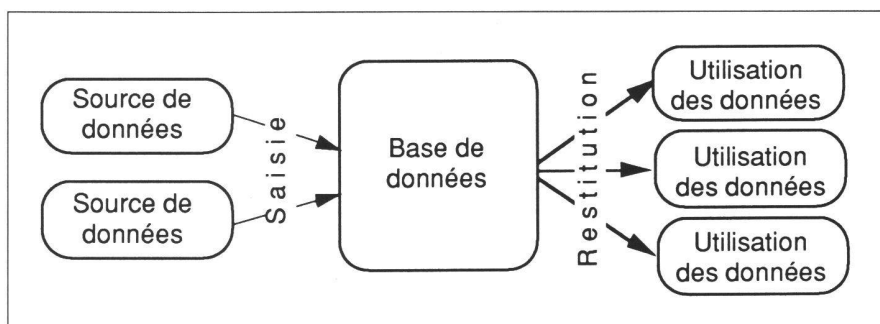 Source de
données
Source de
données
Saisie
Base de
données
Restitution
Utilisation
des données
Utilisation
des données
Utilisation
des données